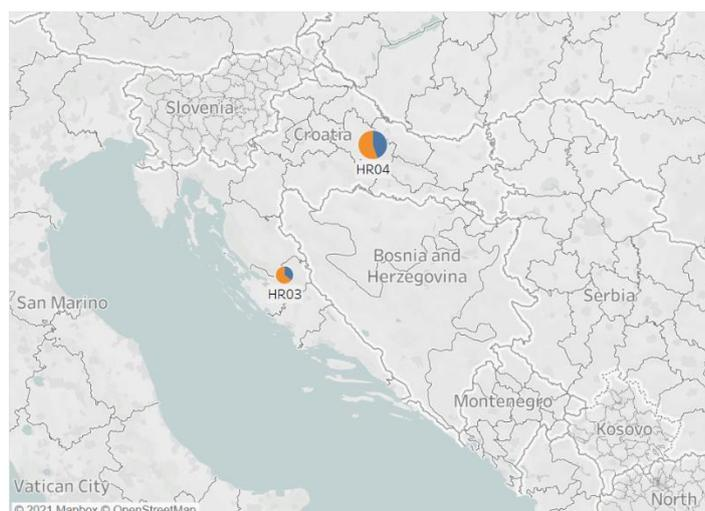 Slovenia
Croatia
HR04
Bosnia and
Herzegovina
HR03
San Marino
Serbia
Montenegro
Kosovo
Vatican City
North
© 2021 Mapbox © OpenStreetMap